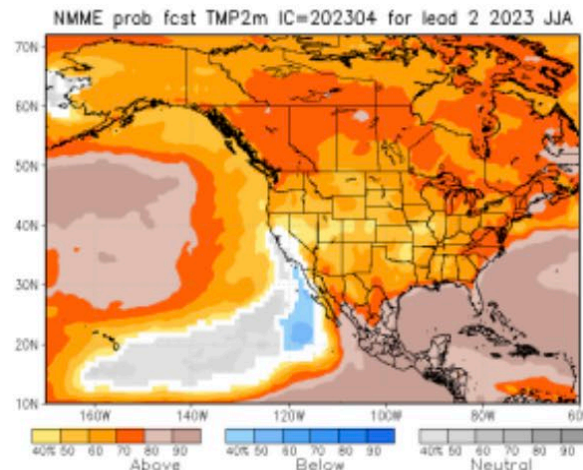 NMME prob fcst TMP2m IC=202304 for lead 2 2023 JJA
70N
60N
50N
40N
30N
20N
10N
160W 140W 120W 100W 80W 60W
40% 50 60 70 80 90 40% 50 60 70 80 90 40% 50 60 70 80 90
Above Below Neutral